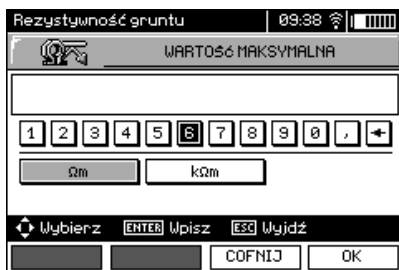 Rezystywność gruntu 09:38
WARTOŚĆ MAKSYMALNA
1 2 3 4 5 6 7 8 9 0 , ←
Ωm kΩm
Wybierz ENTER Wpisz ESC Wyjdź
COFNIJ OK